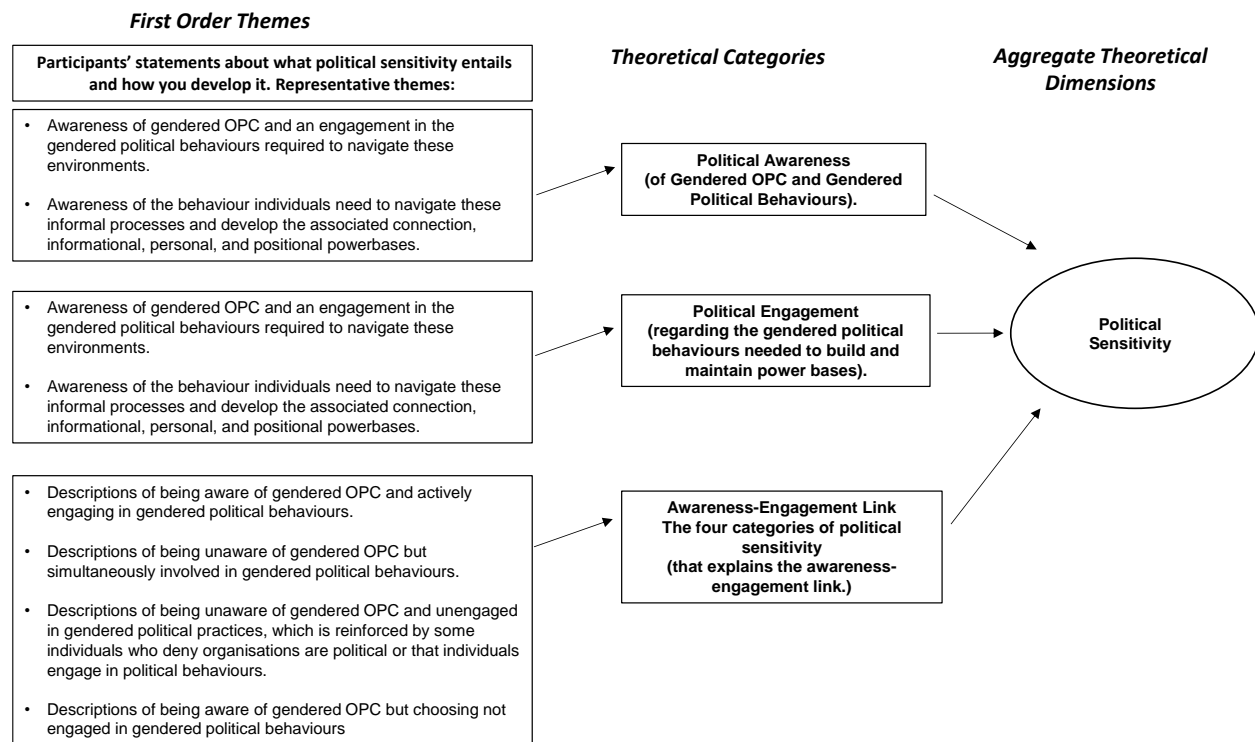 First Order Themes
Participants' statements about what political sensitivity entails
and how you develop it. Representative themes:
• Awareness of gendered OPC and an engagement in the
gendered political behaviours required to navigate these
environments.
• Awareness of the behaviour individuals need to navigate these
informal processes and develop the associated connection,
informational, personal, and positional powerbases.
• Awareness of gendered OPC and an engagement in the
gendered political behaviours required to navigate these
environments.
• Awareness of the behaviour individuals need to navigate these
informal processes and develop the associated connection,
informational, personal, and positional powerbases.
• Descriptions of being aware of gendered OPC and actively
engaging in gendered political behaviours.
• Descriptions of being unaware of gendered OPC but
simultaneously involved in gendered political behaviours.
• Descriptions of being unaware of gendered OPC and unengaged
in gendered political practices, which is reinforced by some
individuals who deny organisations are political or that individuals
engage in political behaviours.
• Descriptions of being aware of gendered OPC but choosing not
engaged in gendered political behaviours
Theoretical Categories
Political Awareness
(of Gendered OPC and Gendered
Political Behaviours).
Political Engagement
(regarding the gendered political
behaviours needed to build and
maintain power bases).
Awareness-Engagement Link
The four categories of political
sensitivity
(that explains the awareness-
engagement link.)
Aggregate Theoretical
Dimensions
Political
Sensitivity